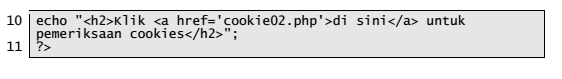 10 echo "<h2>Klik <a href='cookie02.php'>di sini</a> untuk
pemeriksaan cookies</h2>";
11 ?>